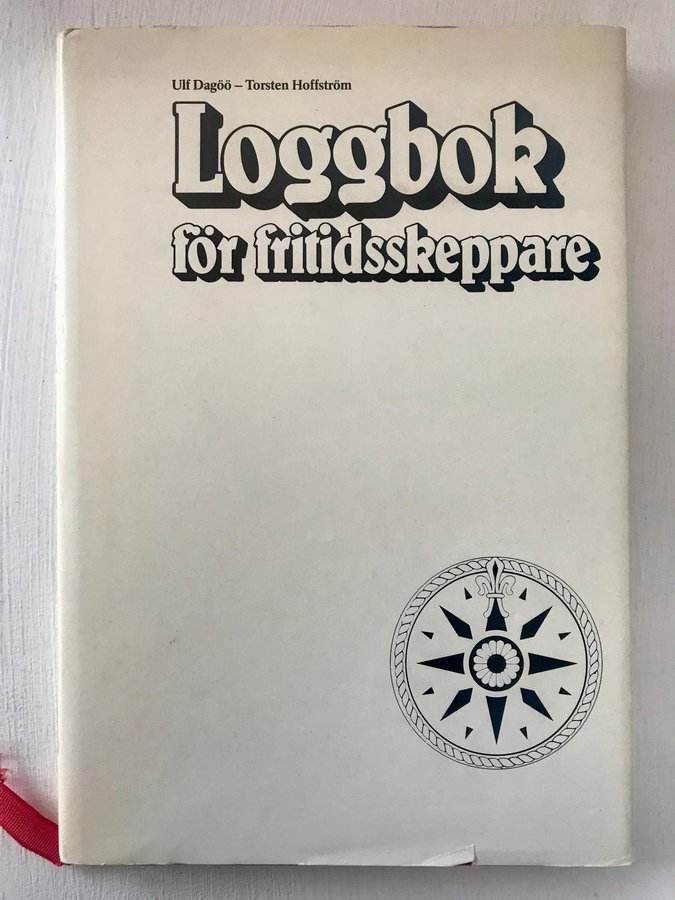 Ulf Dagöö – Torsten Hoffström
Loggbok
för fritidsskeppare